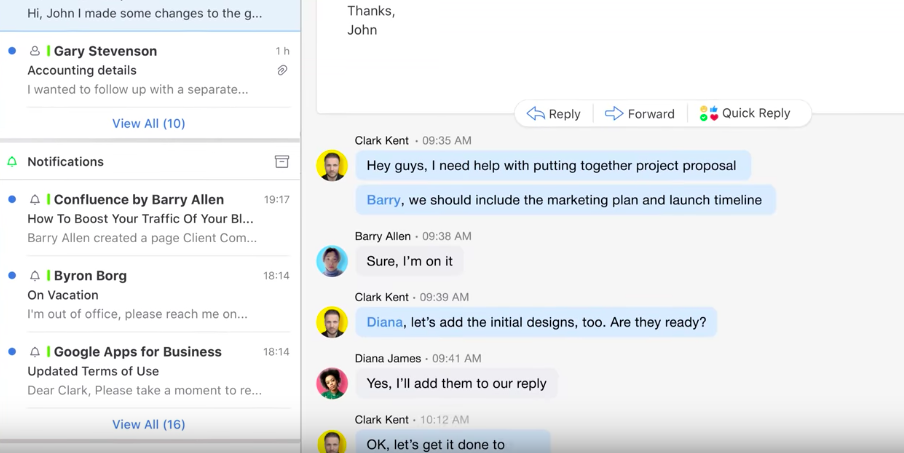 Hi, John I made some changes to the g...
Gary Stevenson 1 h
Accounting details
I wanted to follow up with a separate...
View All (10)
Notifications
Confluence by Barry Allen 19:17
How To Boost Your Traffic Of Your Bl...
Barry Allen created a page Client Com...
Byron Borg 18:14
On Vacation
I'm out of office, please reach me on...
Google Apps for Business 18:14
Updated Terms of Use
Dear Clark, Please take a moment to re...
View All (16)
Thanks,
John
Reply Forward Quick Reply
Clark Kent • 09:35 AM
Hey guys, I need help with putting together project proposal
Barry, we should include the marketing plan and launch timeline
Barry Allen • 09:38 AM
Sure, I'm on it
Clark Kent • 09:39 AM
Diana, let's add the initial designs, too. Are they ready?
Diana James • 09:41 AM
Yes, I'll add them to our reply
Clark Kent • 10:12 AM
OK, let's get it done to